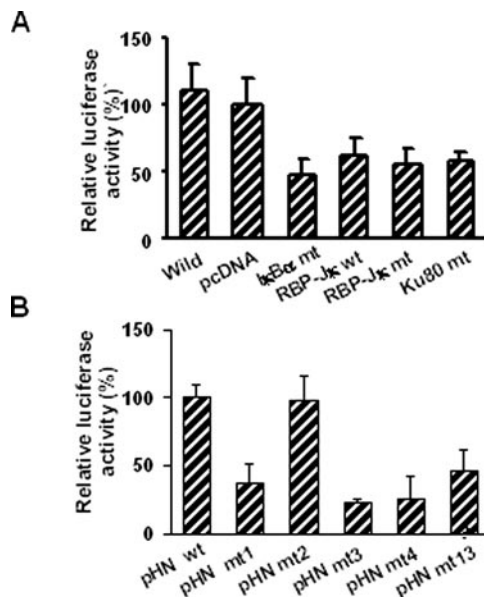 A
150
100
50
0
Relative luciferase
activity (%)`
Wild
pcDNA
IκBα mt
RBP-Jκ wt
RBP-Jκ mt
Ku80 mt
B
150
100
50
0
Relative luciferase
activity (%)
pHN wt
pHN mt1
pHN mt2
pHN mt3
pHN mt4
pHN mt13